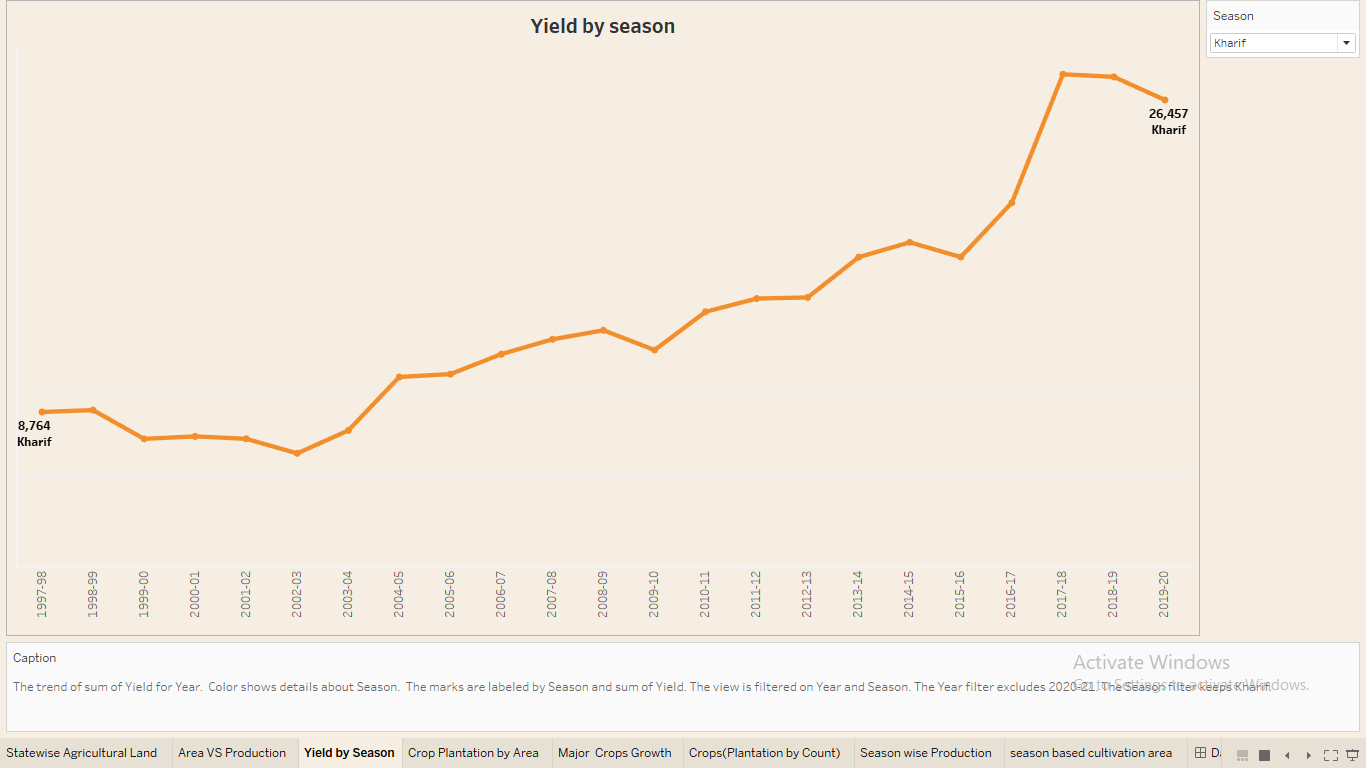 Yield by season
Season
Kharif
26,457
Kharif
8,764
Kharif
1997-98
1998-99
1999-00
2000-01
2001-02
2002-03
2003-04
2004-05
2005-06
2006-07
2007-08
2008-09
2009-10
2010-11
2011-12
2012-13
2013-14
2014-15
2015-16
2016-17
2017-18
2018-19
2019-20
Caption
Activate Windows
The trend of sum of Yield for Year. Color shows details about Season. The marks are labeled by Season and sum of Yield. The view is filtered on Year and Season. The Year filter excludes 2020-21. The Season filter keeps Kharif.
Go to Settings to activate Windows.
Statewise Agricultural Land
Area VS Production
Yield by Season
Crop Plantation by Area
Major Crops Growth
Crops(Plantation by Count)
Season wise Production
season based cultivation area